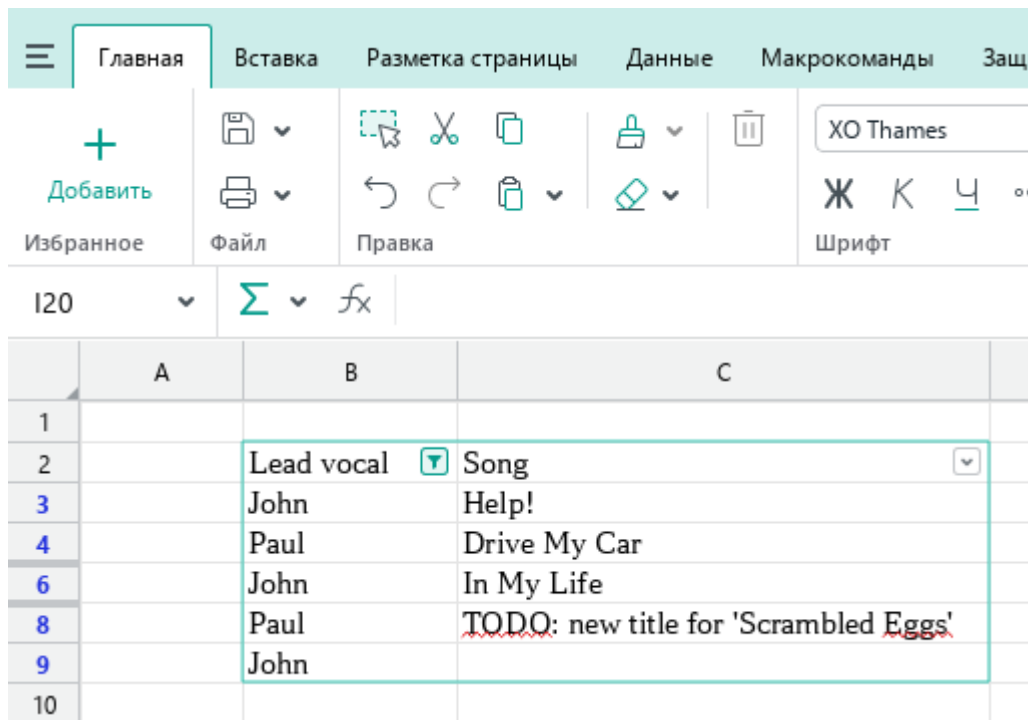 Главная Вставка Разметка страницы Данные Макрокоманды Защ
XO Thames
Добавить
Ж К Ч
Избранное Файл Правка Шрифт
I20 Σ fx
A B C
1
2 Lead vocal Song
3 John Help!
4 Paul Drive My Car
6 John In My Life
8 Paul TODO: new title for 'Scrambled Eggs'
9 John
10